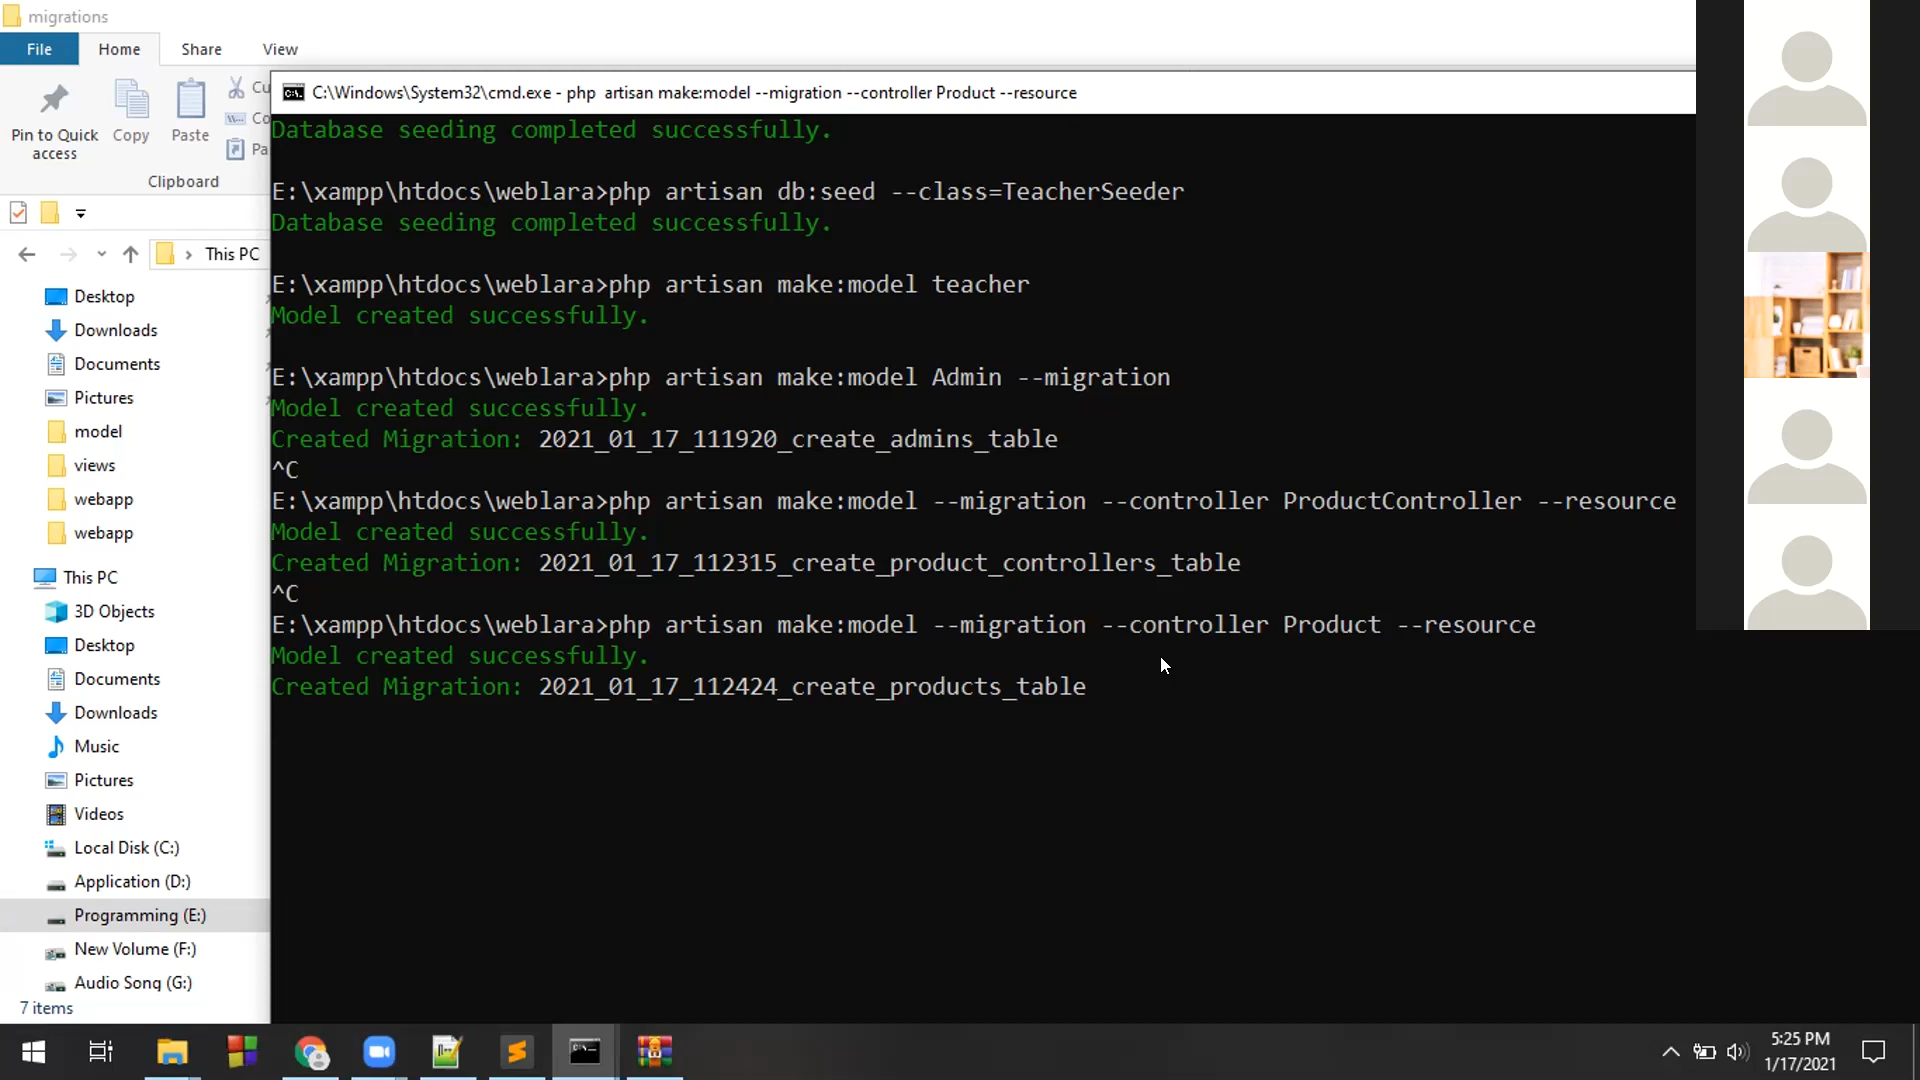 migrations
File Home Share View
C:\Windows\System32\cmd.exe - php artisan make:model --migration --controller Product --resource
Pin to Quick access
Copy
Paste
Cu
Co
Pa
Clipboard
This PC
Desktop
Downloads
Documents
Pictures
model
views
webapp
webapp
This PC
3D Objects
Desktop
Documents
Downloads
Music
Pictures
Videos
Local Disk (C:)
Application (D:)
Programming (E:)
New Volume (F:)
Audio Song (G:)
7 items
Database seeding completed successfully.
E:\xampp\htdocs\weblara>php artisan db:seed --class=TeacherSeeder
Database seeding completed successfully.
E:\xampp\htdocs\weblara>php artisan make:model teacher
Model created successfully.
E:\xampp\htdocs\weblara>php artisan make:model Admin --migration
Model created successfully.
Created Migration: 2021_01_17_111920_create_admins_table
^C
E:\xampp\htdocs\weblara>php artisan make:model --migration --controller ProductController --resource
Model created successfully.
Created Migration: 2021_01_17_112315_create_product_controllers_table
^C
E:\xampp\htdocs\weblara>php artisan make:model --migration --controller Product --resource
Model created successfully.
Created Migration: 2021_01_17_112424_create_products_table
5:25 PM
1/17/2021